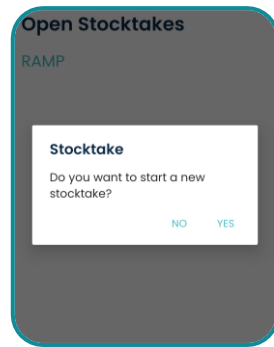 Open Stocktakes
RAMP
Stocktake
Do you want to start a new
stocktake?
NO YES